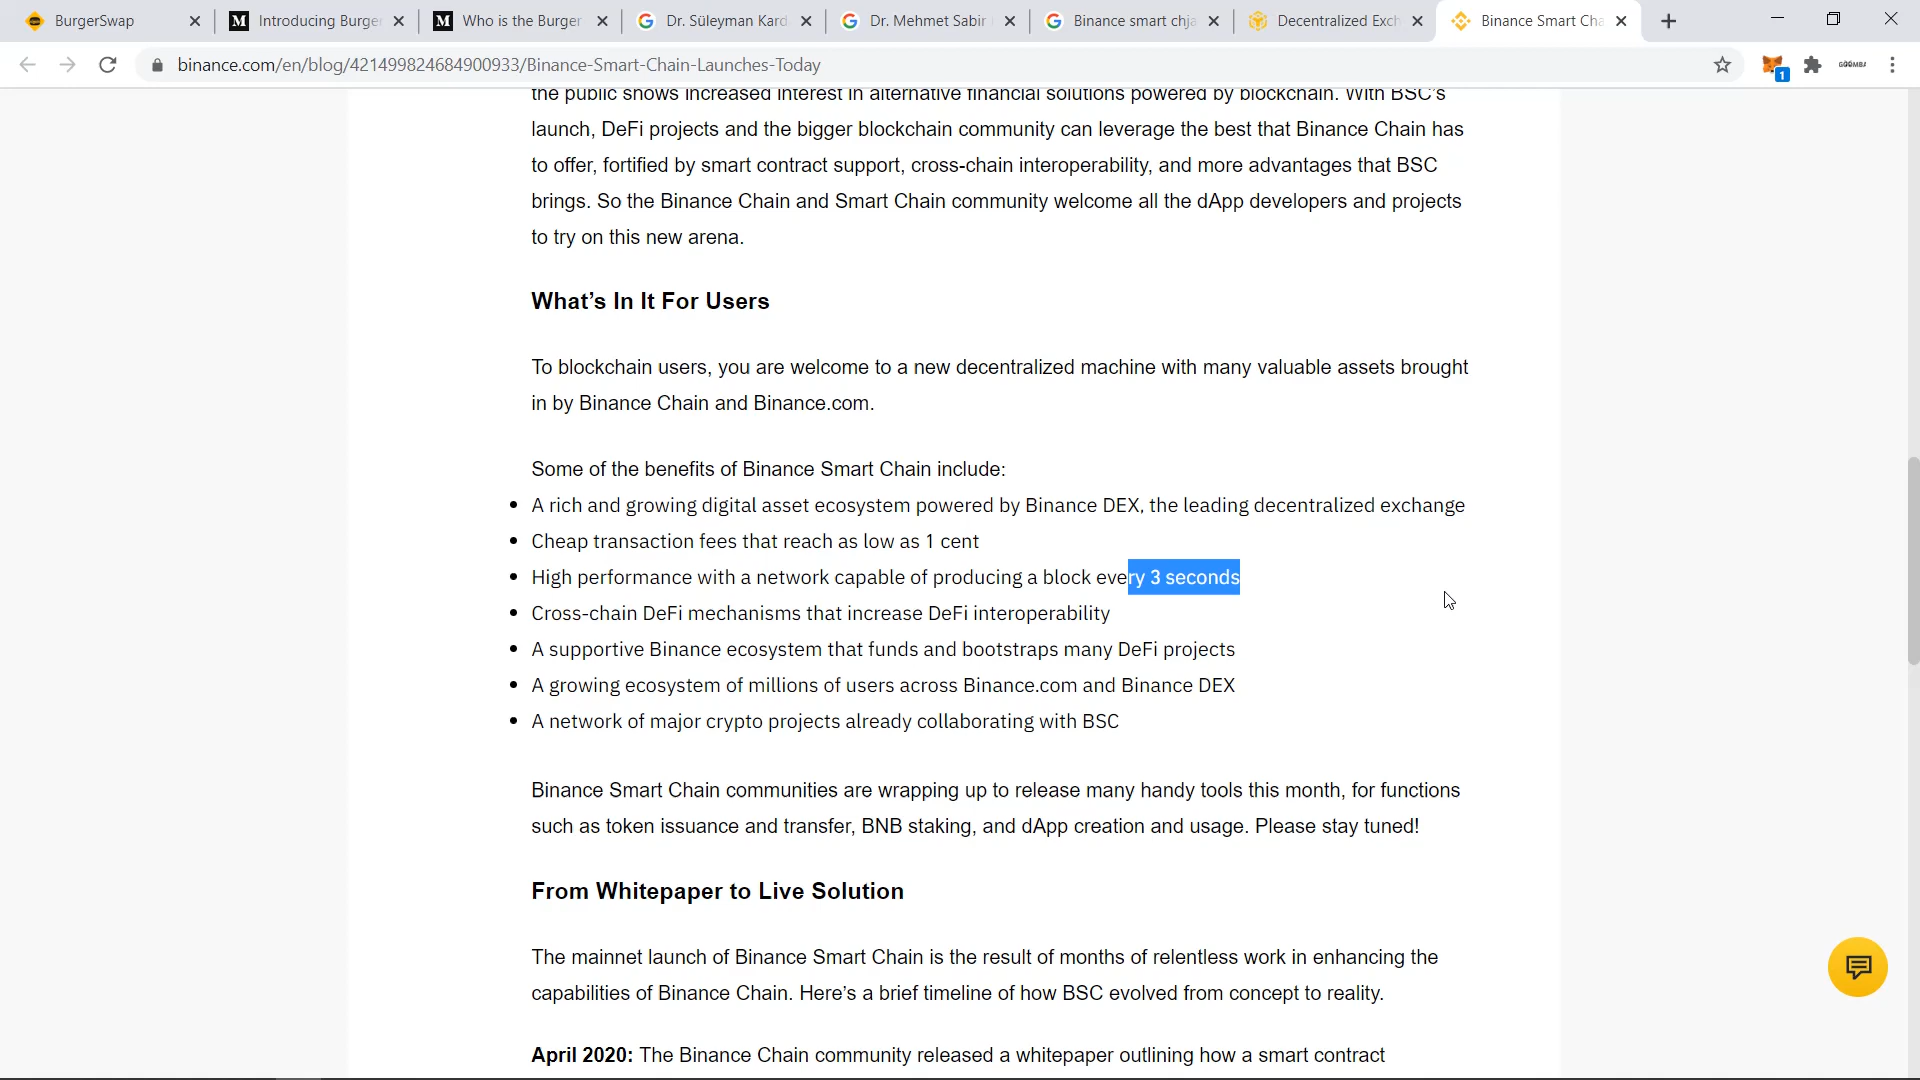 BurgerSwap
Introducing Burger
Who is the Burger
Dr. Süleyman Kard
Dr. Mehmet Sabir
Binance smart chja
Decentralized Exch
Binance Smart Cha
binance.com/en/blog/421499824684900933/Binance-Smart-Chain-Launches-Today
1
the public shows increased interest in alternative financial solutions powered by blockchain. With BSC's
launch, DeFi projects and the bigger blockchain community can leverage the best that Binance Chain has
to offer, fortified by smart contract support, cross-chain interoperability, and more advantages that BSC
brings. So the Binance Chain and Smart Chain community welcome all the dApp developers and projects
to try on this new arena.
What's In It For Users
To blockchain users, you are welcome to a new decentralized machine with many valuable assets brought
in by Binance Chain and Binance.com.
Some of the benefits of Binance Smart Chain include:
• A rich and growing digital asset ecosystem powered by Binance DEX, the leading decentralized exchange
• Cheap transaction fees that reach as low as 1 cent
• High performance with a network capable of producing a block every 3 seconds
• Cross-chain DeFi mechanisms that increase DeFi interoperability
• A supportive Binance ecosystem that funds and bootstraps many DeFi projects
• A growing ecosystem of millions of users across Binance.com and Binance DEX
• A network of major crypto projects already collaborating with BSC
Binance Smart Chain communities are wrapping up to release many handy tools this month, for functions
such as token issuance and transfer, BNB staking, and dApp creation and usage. Please stay tuned!
From Whitepaper to Live Solution
The mainnet launch of Binance Smart Chain is the result of months of relentless work in enhancing the
capabilities of Binance Chain. Here's a brief timeline of how BSC evolved from concept to reality.
April 2020: The Binance Chain community released a whitepaper outlining how a smart contract